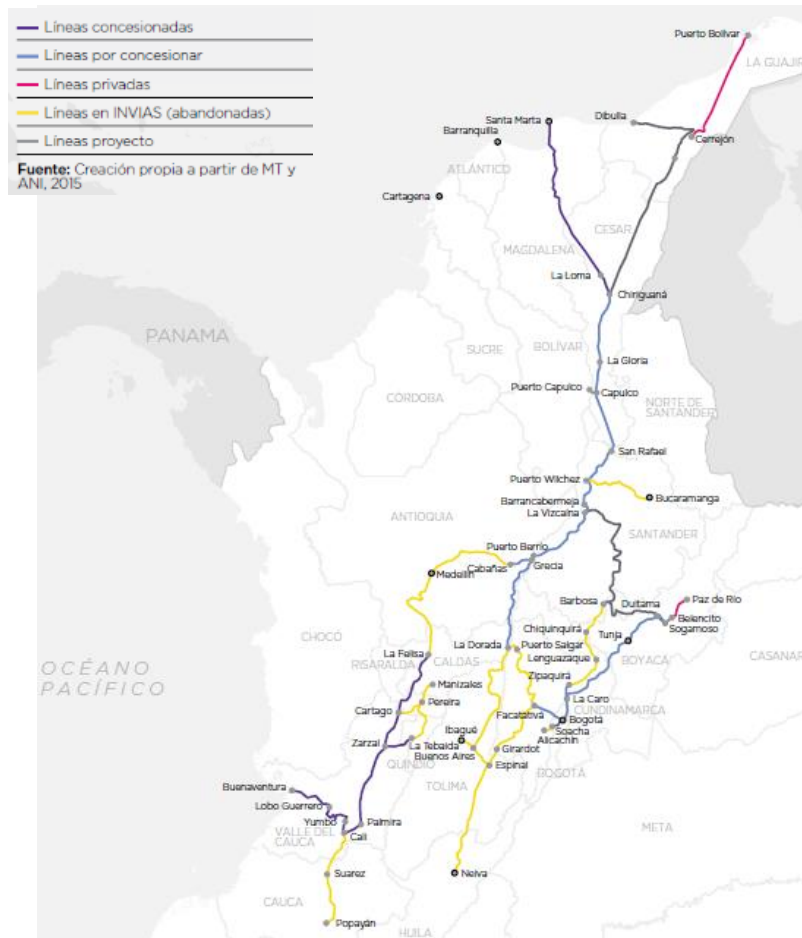 Líneas concesionadas
Líneas por concesionar
Líneas privadas
Líneas en INVIAS (abandonadas)
Líneas proyecto
Fuente: Creación propia a partir de MT y
ANI, 2015
Puerto Bolívar
LA GUAJIR
Santa Marta
Dibulla
Barranquilla
Cerrejón
ATLÁNTICO
Cartagena
CESAR
MAGDALENA
La Loma
Chiriguaná
PANAMA
SUCRE
BOLÍVAR
La Gloria
Puerto Capulco
Capulco
CÓRDOBA
NORTE DE
SANTANDER
San Rafael
Puerto Wilchez
Bucaramanga
Barrancabermeja
La Vizcaína
ANTIOQUIA
SANTANDER
Puerto Berrío
Cabañas
Grecia
Medellín
Barbosa
Duitama
Paz de Río
Belencito
Sogamoso
CHOCÓ
Chiquinquirá
Tunja
La Felisa
La Dorada
Puerto Salgar
Lenguazaque
BOYACA
CASANAR
OCÉANO
PACÍFICO
RISARALDA
CALDAS
Manizales
Zipaquirá
La Caro
CUNDINAMARCA
Pereira
Cartago
Facatativá
Bogotá
Ibagué
Soacha
Zarzal
La Tebaida
Alicachín
Buenos Aires
Girardot
QUINDÍO
Espinal
BOGOTÁ
TOLIMA
Buenaventura
Lobo Guerrero
Yumbo
Palmira
VALLE DEL
CAUCA
Cali
META
Suarez
Neiva
CAUCA
Popayán
HUILA